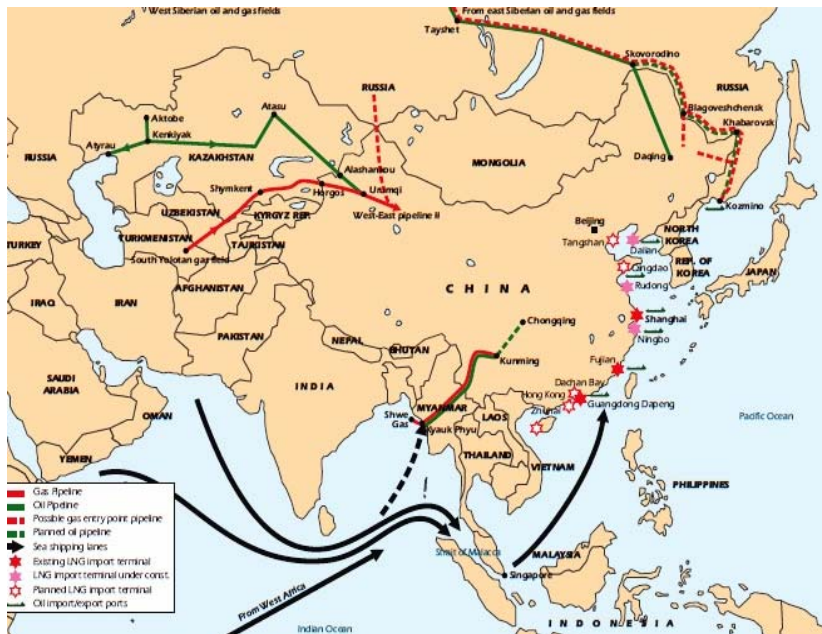 West Siberian oil and gas fields
From east Siberian oil and gas fields
Tayshet
Skovorodino
RUSSIA
RUSSIA
Blagoveshchensk
Khabarovsk
Aktobe
Atasu
Kenkiyak
Atyrau
KAZAKHSTAN
RUSSIA
MONGOLIA
Daqing
Alashankou
Shymkent
Horgos
Urumqi
Kozmino
UZBEKISTAN
KYRGYZ REP.
West-East pipeline II
Beijing
NORTH
KOREA
Tangshan
Dalian
TURKMENISTAN
TURKEY
TAJIKISTAN
South Yolotan gas field
REP. OF
KOREA
JAPAN
Qingdao
Rudong
AFGHANISTAN
CHINA
IRAQ
IRAN
Shanghai
Ningbo
Chongqing
PAKISTAN
NEPAL
BHUTAN
Kunming
Fujian
SAUDI
ARABIA
INDIA
Dachan Bay
Hong Kong
Guangdong Dapeng
Zhuhai
MYANMAR
LAOS
Shwe
Gas
Kyauk Phyu
OMAN
Pacific Ocean
THAILAND
YEMEN
VIETNAM
PHILIPPINES
Gas Pipeline
Oil Pipeline
Possible gas entry point pipeline
Planned oil pipeline
Sea shipping lanes
Existing LNG import terminal
LNG import terminal under const.
Planned LNG import terminal
Oil import/export ports
Strait of Malacca
MALAYSIA
Singapore
From West Africa
Indian Ocean
INDONESIA